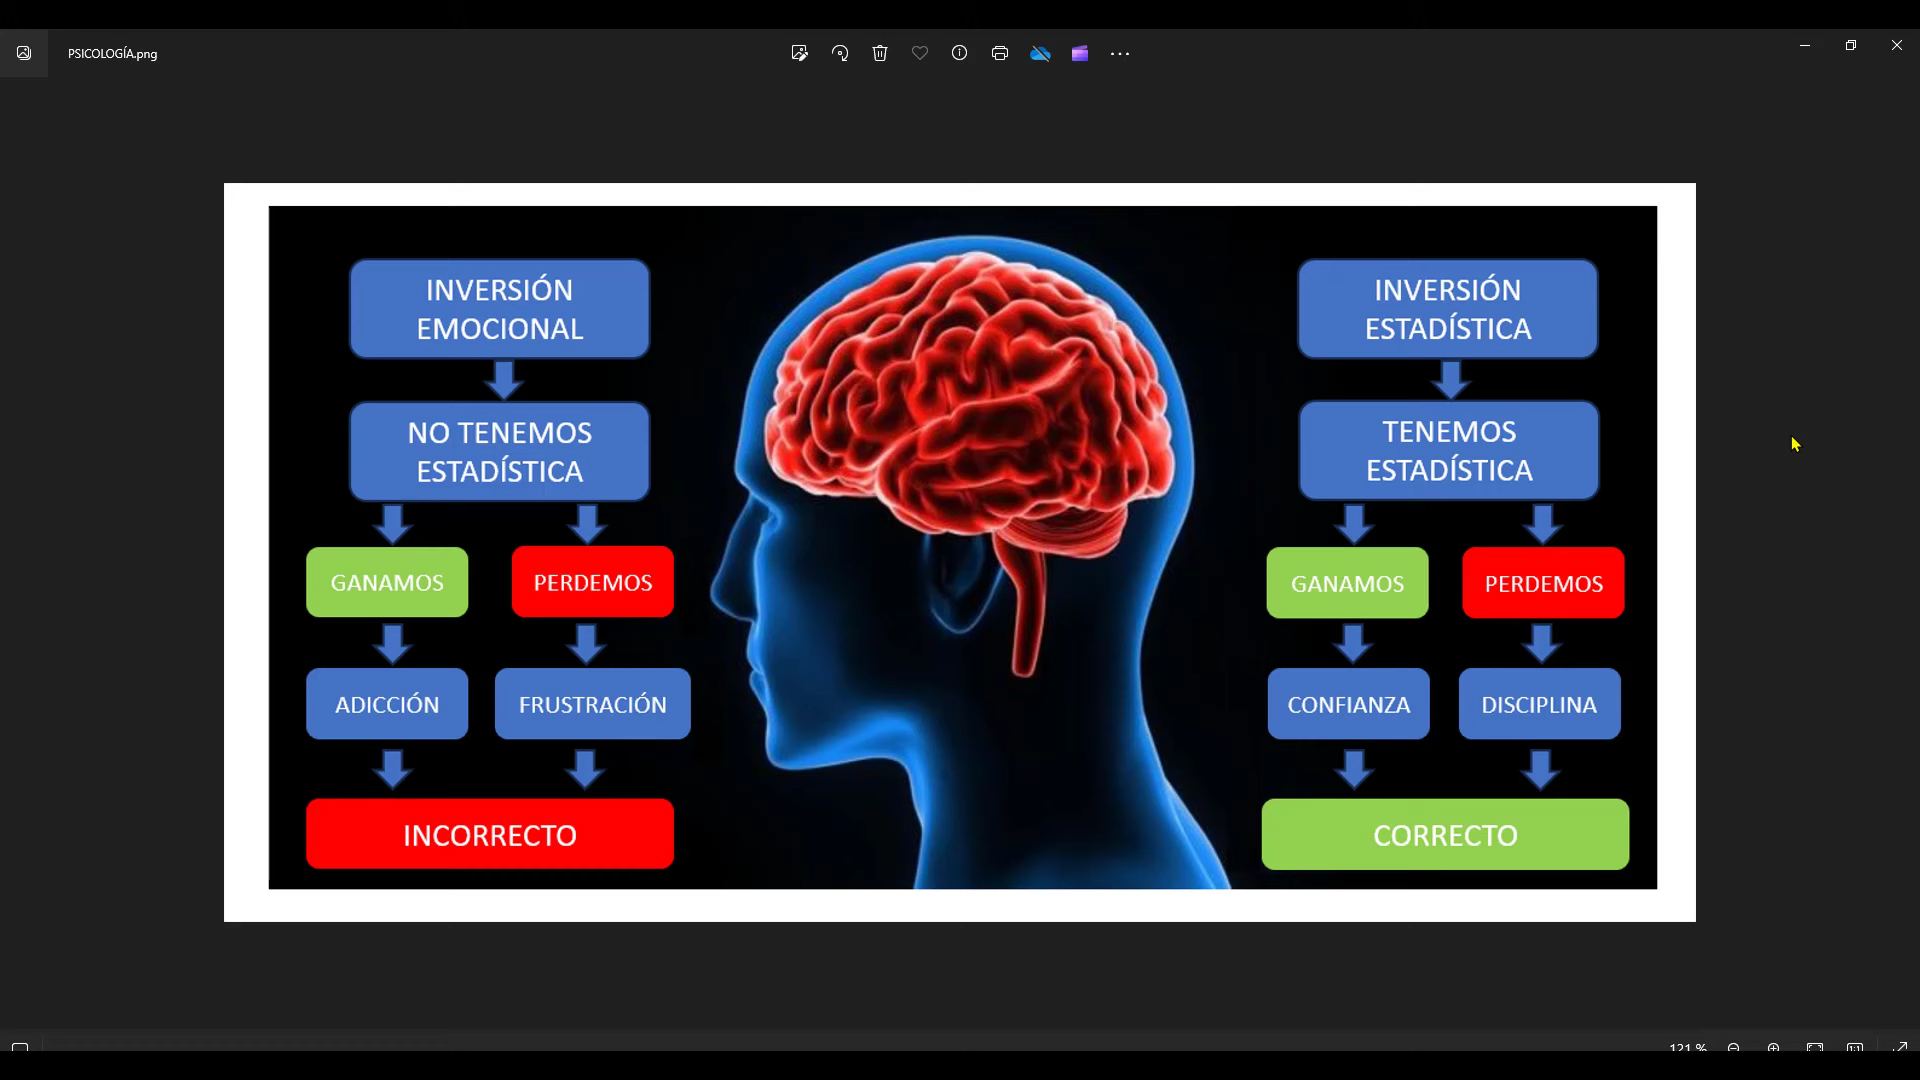 PSICOLOGÍA.png
INVERSIÓN
EMOCIONAL
NO TENEMOS
ESTADÍSTICA
GANAMOS
PERDEMOS
ADICCIÓN
FRUSTRACIÓN
INCORRECTO
INVERSIÓN
ESTADÍSTICA
TENEMOS
ESTADÍSTICA
GANAMOS
PERDEMOS
CONFIANZA
DISCIPLINA
CORRECTO
121 %